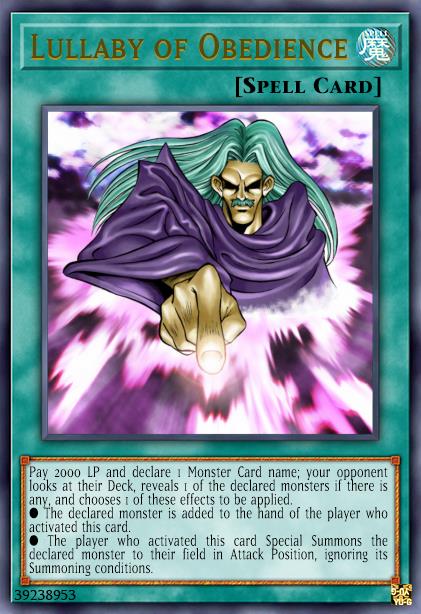 LULLABY OF OBEDIENCE
SPELL
魔
[SPELL CARD]
Pay 2000 LP and declare 1 Monster Card name; your opponent
looks at their Deck, reveals 1 of the declared monsters if there is
any, and chooses 1 of these effects to be applied.
● The declared monster is added to the hand of the player who
activated this card.
● The player who activated this card Special Summons the
declared monster to their field in Attack Position, ignoring its
Summoning conditions.
39238953